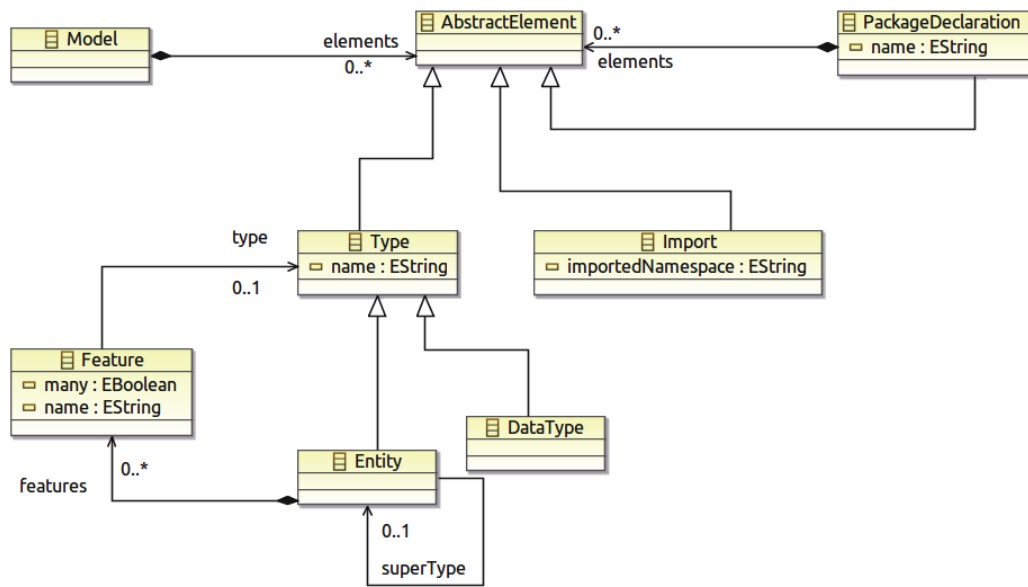 Model
elements
0..*
AbstractElement
0..*
elements
PackageDeclaration
name : EString
type
0..1
Type
name : EString
Import
importedNamespace : EString
Feature
many : EBoolean
name : EString
DataType
0..*
features
Entity
0..1
superType